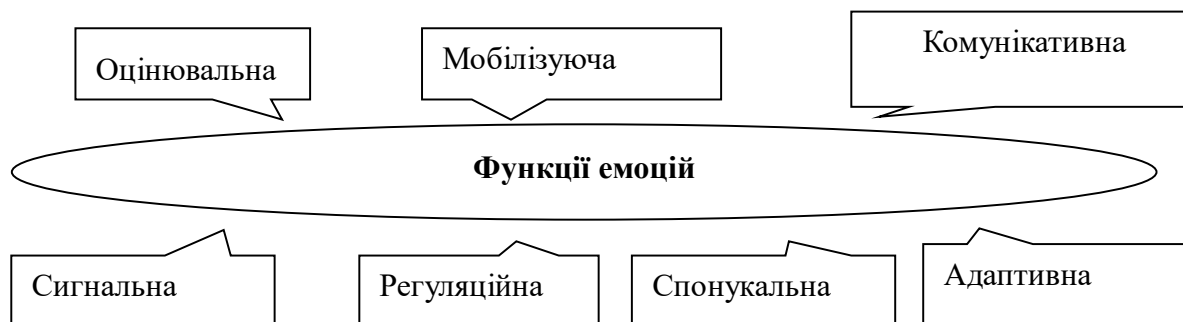 Оцінювальна
Мобілізуюча
Комунікативна
Функції емоцій
Сигнальна
Регуляційна
Спонукальна
Адаптивна